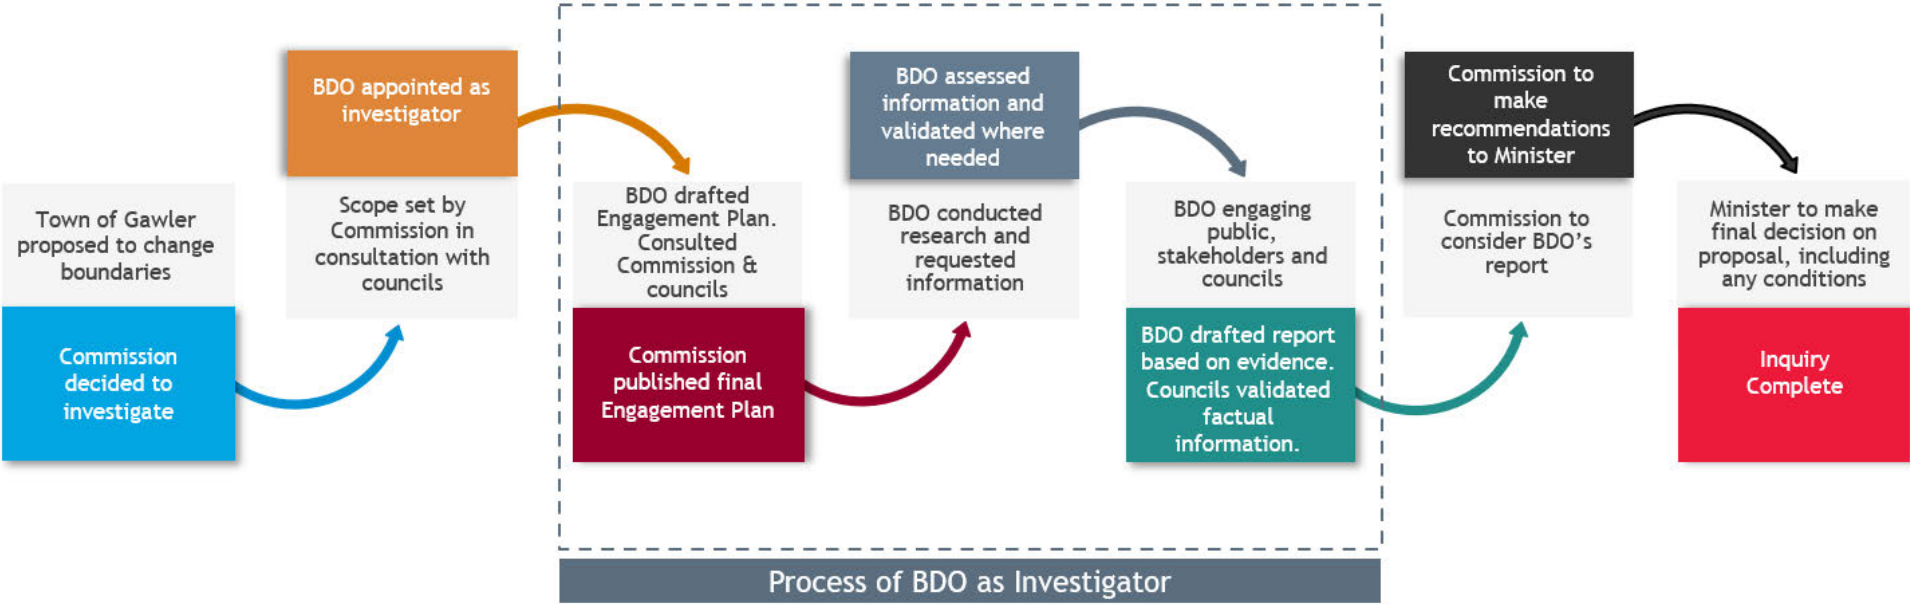 Town of Gawler
proposed to change
boundaries
Commission
decided to
investigate
BDO appointed as
investigator
Scope set by
Commission in
consultation with
councils
BDO drafted
Engagement Plan.
Consulted
Commission &
councils
Commission
published final
Engagement Plan
BDO assessed
information and
validated where
needed
BDO conducted
research and
requested
information
BDO engaging
public,
stakeholders and
councils
BDO drafted report
based on evidence.
Councils validated
factual
information.
Commission to
make
recommendations
to Minister
Commission to
consider BDO’s
report
Minister to make
final decision on
proposal, including
any conditions
Inquiry
Complete
Process of BDO as Investigator